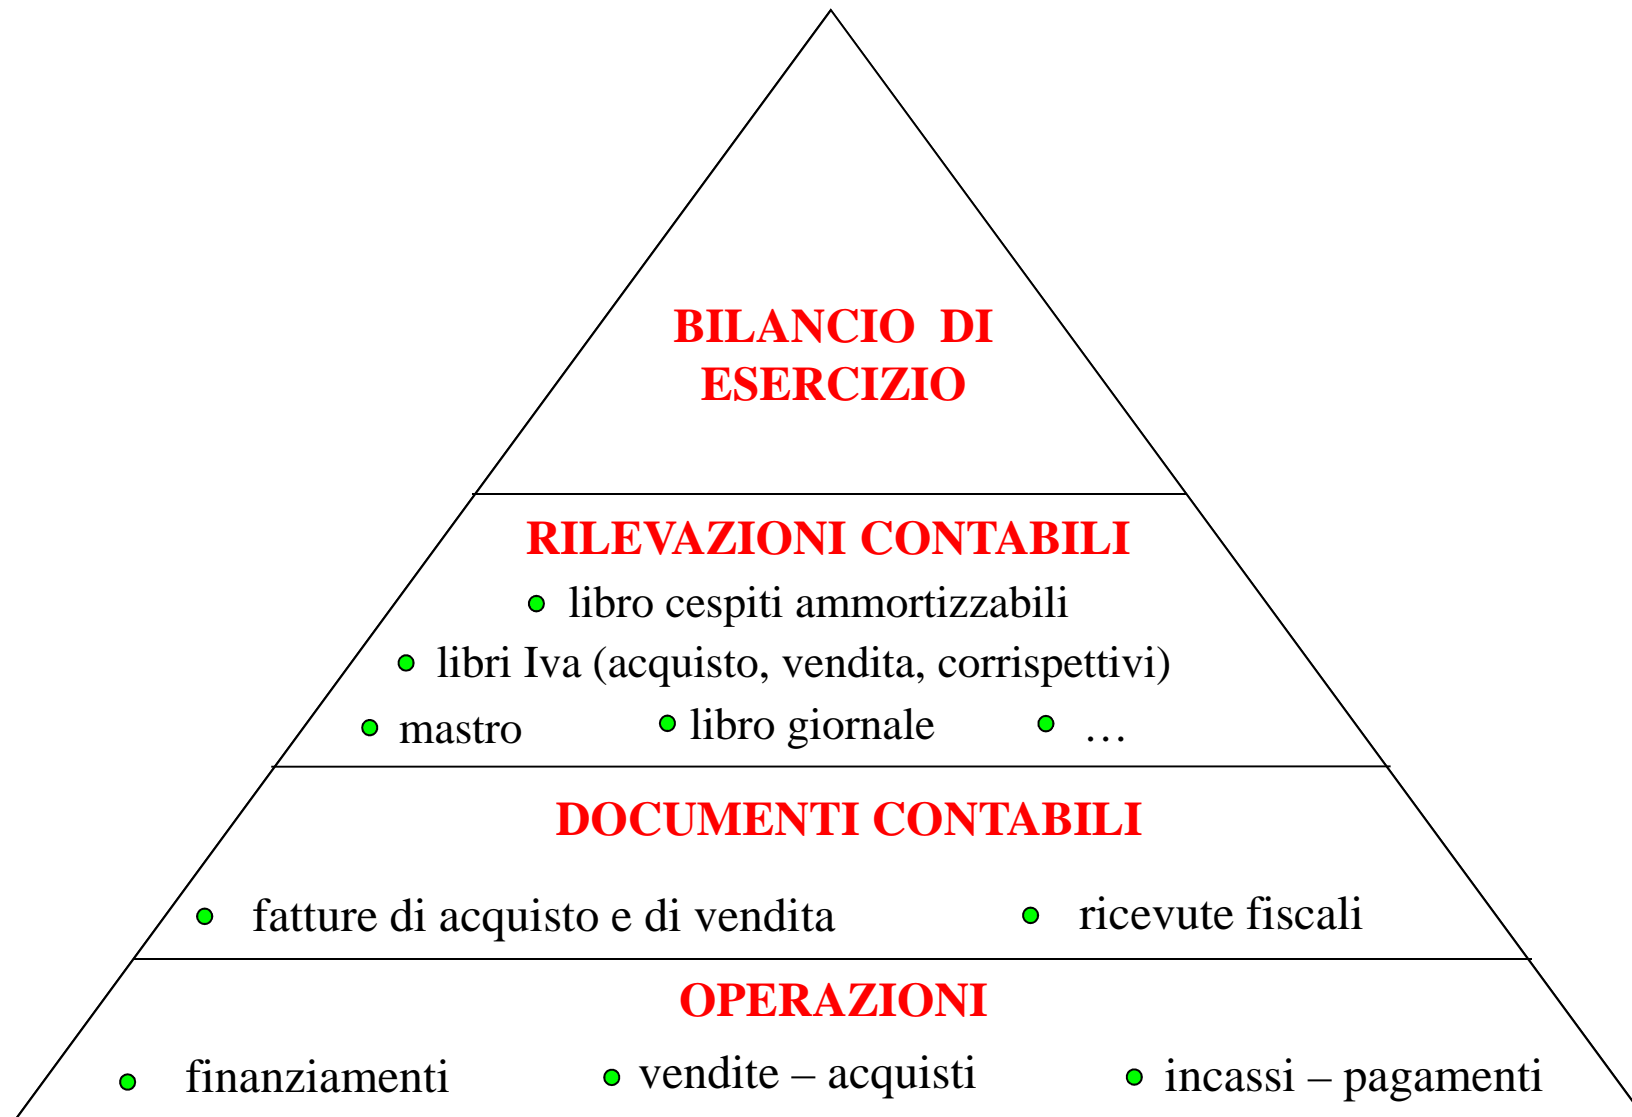 BILANCIO DI
ESERCIZIO
RILEVAZIONI CONTABILI
libro cespiti ammortizzabili
libri Iva (acquisto, vendita, corrispettivi)
mastro libro giornale …
DOCUMENTI CONTABILI
fatture di acquisto e di vendita ricevute fiscali
OPERAZIONI
finanziamenti vendite – acquisti incassi – pagamenti